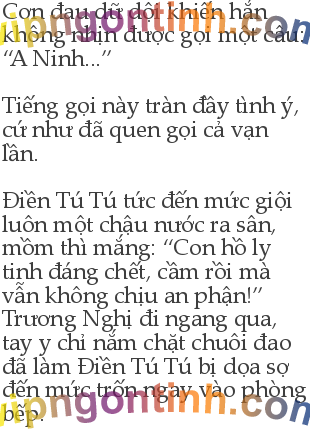 Cơn đau dữ dội khiến hắn
không nhịn được gọi một câu:
“A Ninh...”
Tiếng gọi này tràn đầy tình ý,
cứ như đã quen gọi cả vạn
lần.
Điền Tú Tú tức đến mức giội
luôn một chậu nước ra sân,
mồm thì mắng: “Con hồ ly
tinh đáng chết, cầm rồi mà
vẫn không chịu an phận!”
Trương Nghị đi ngang qua,
tay y chỉ nắm chặt chuôi đao
đã làm Điền Tú Tú bị dọa sợ
đến mức trốn ngay vào phòng
bếp.